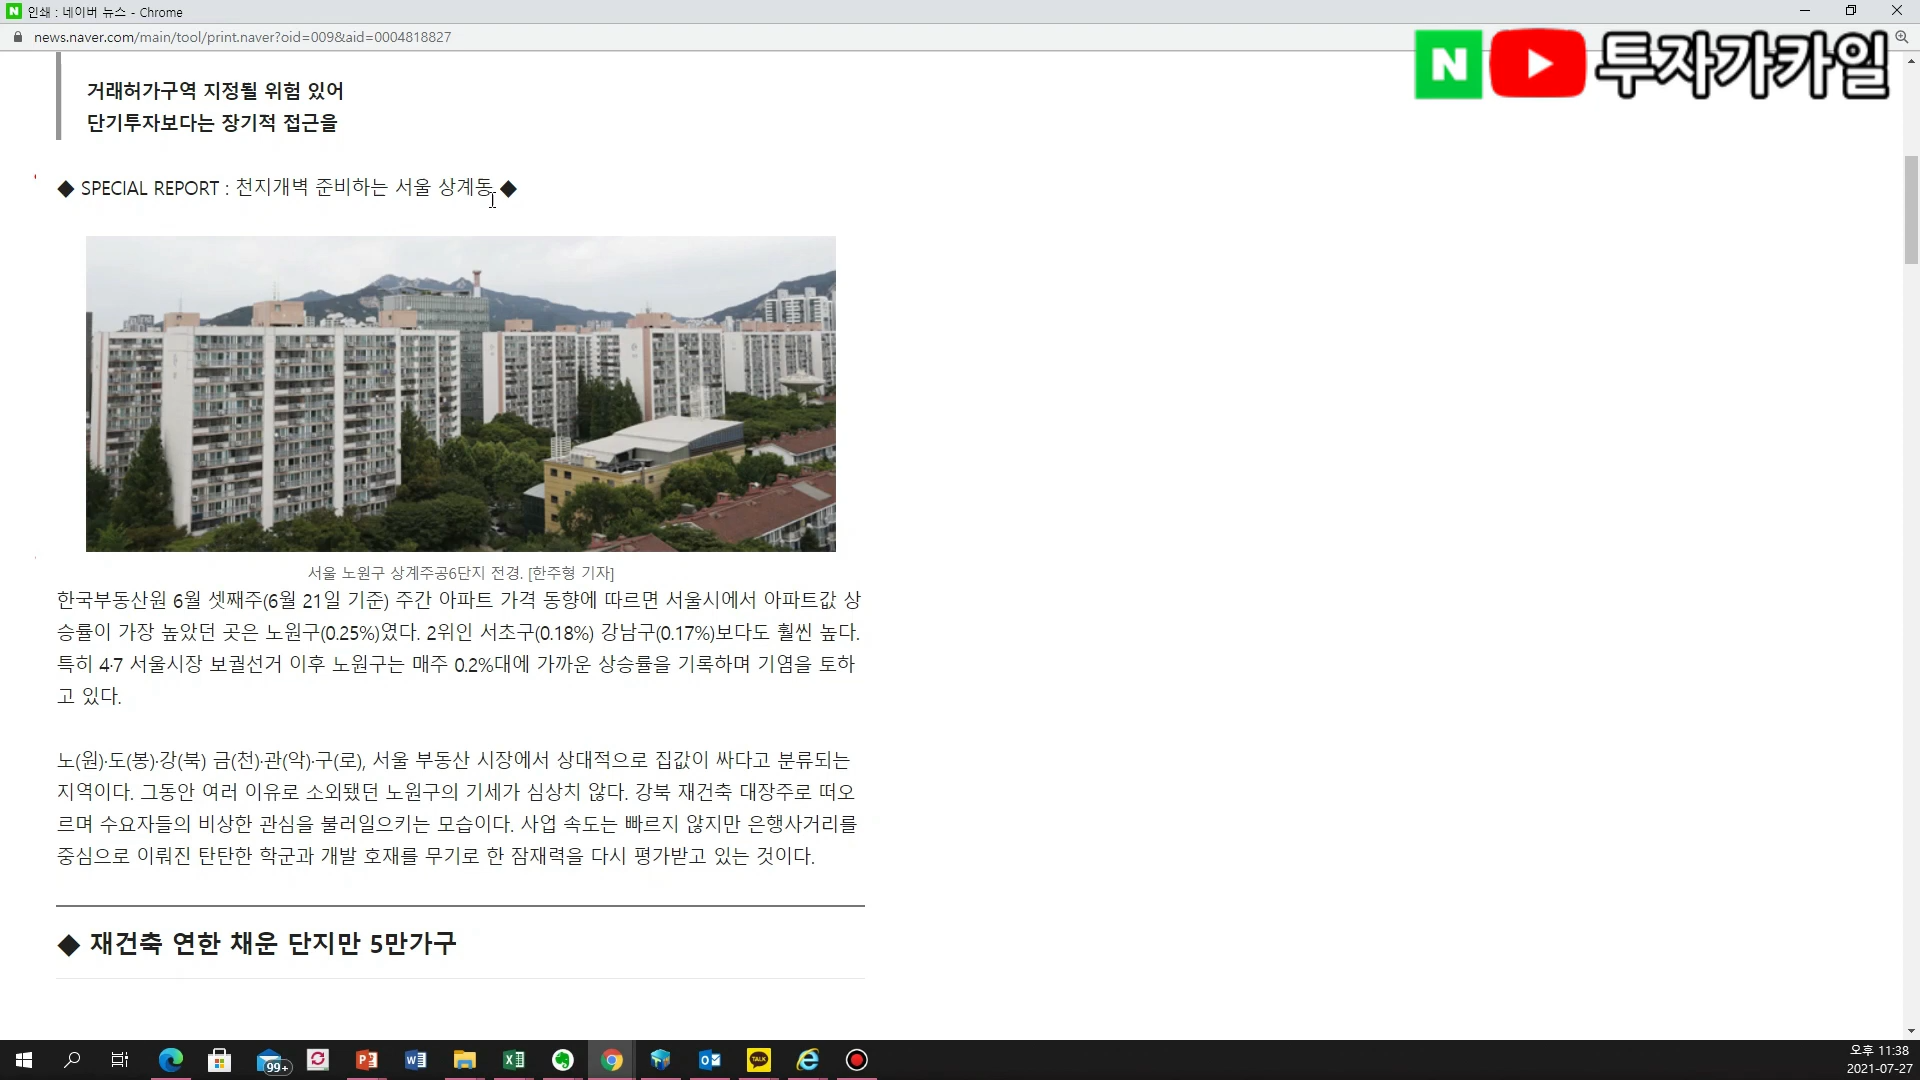 인쇄 : 네이버 뉴스 - Chrome
news.naver.com/main/tool/print.naver?oid=009&aid=0004818827
N 투자가카일
거래허가구역 지정될 위험 있어
단기투자보다는 장기적 접근을
◆ SPECIAL REPORT : 천지개벽 준비하는 서울 상계동 ◆
서울 노원구 상계주공6단지 전경. [한주형 기자]
한국부동산원 6월 셋째주(6월 21일 기준) 주간 아파트 가격 동향에 따르면 서울시에서 아파트값 상
승률이 가장 높았던 곳은 노원구(0.25%)였다. 2위인 서초구(0.18%) 강남구(0.17%)보다도 훨씬 높다.
특히 4·7 서울시장 보궐선거 이후 노원구는 매주 0.2%대에 가까운 상승률을 기록하며 기염을 토하
고 있다.
노(원)·도(봉)·강(북) 금(천)·관(악)·구(로), 서울 부동산 시장에서 상대적으로 집값이 싸다고 분류되는
지역이다. 그동안 여러 이유로 소외됐던 노원구의 기세가 심상치 않다. 강북 재건축 대장주로 떠오
르며 수요자들의 비상한 관심을 불러일으키는 모습이다. 사업 속도는 빠르지 않지만 은행사거리를
중심으로 이뤄진 탄탄한 학군과 개발 호재를 무기로 한 잠재력을 다시 평가받고 있는 것이다.
◆ 재건축 연한 채운 단지만 5만가구
99+
TALK
오후 11:38
2021-07-27